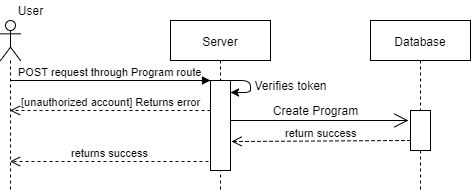 User
Server
Database
POST request through Program route
Verifies token
[unauthorized account] Returns error
Create Program
return success
returns success